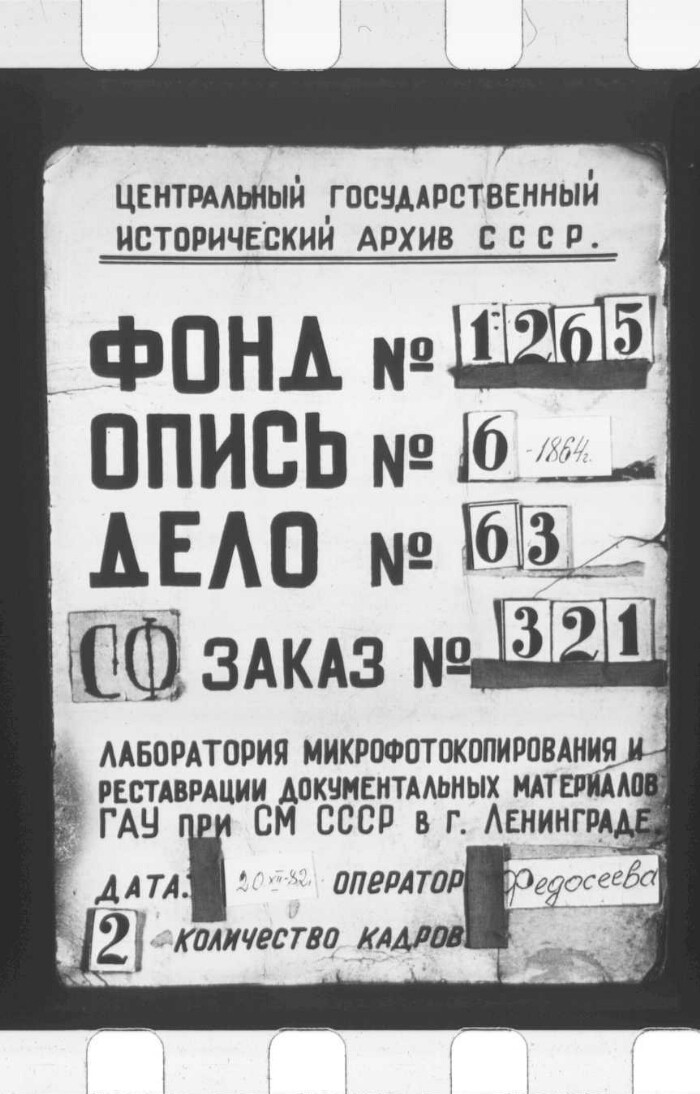 ЦЕНТРАЛЬНЫЙ ГОСУДАРСТВЕННЫЙ
ИСТОРИЧЕСКИЙ АРХИВ СССР.
ФОНД № 1265
ОПИСЬ № 6 -1864г.
ДЕЛО № 63
СФ ЗАКАЗ № 321
ЛАБОРАТОРИЯ МИКРОФОТОКОПИРОВАНИЯ И
РЕСТАВРАЦИИ ДОКУМЕНТАЛЬНЫХ МАТЕРИАЛОВ
ГАУ ПРИ СМ СССР В Г. ЛЕНИНГРАДЕ
ДАТА: 20 XII-82. ОПЕРАТОР Федосеева
2 КОЛИЧЕСТВО КАДРОВ